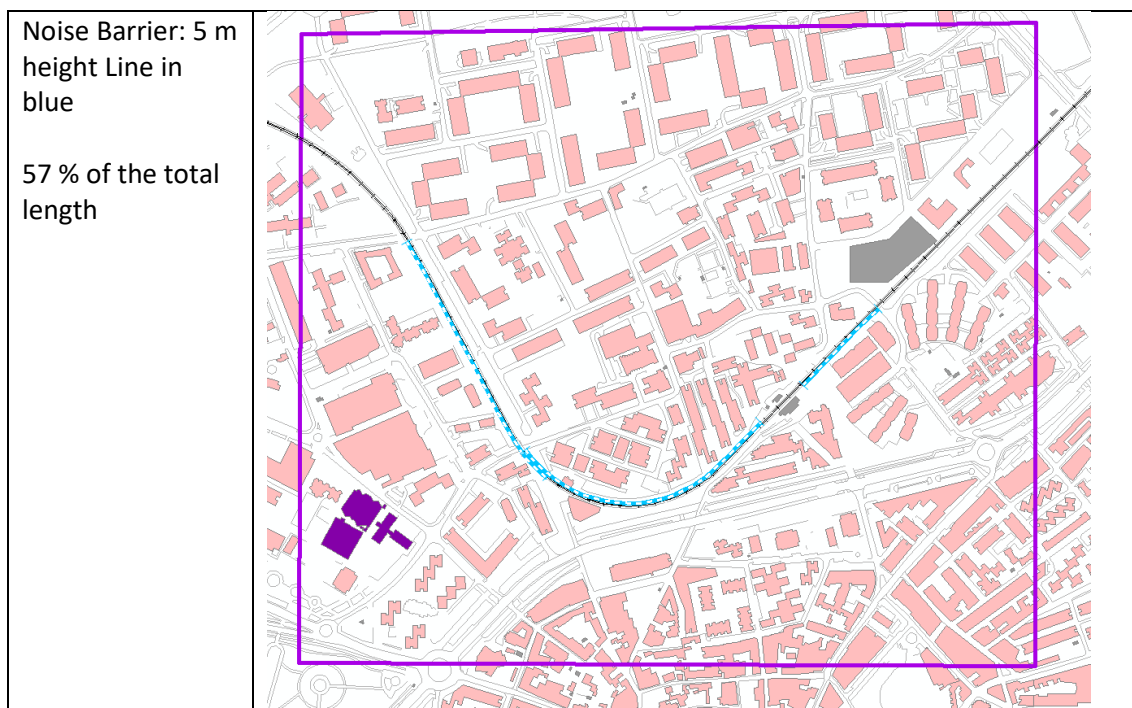 Noise Barrier: 5 m
height Line in
blue
57 % of the total
length